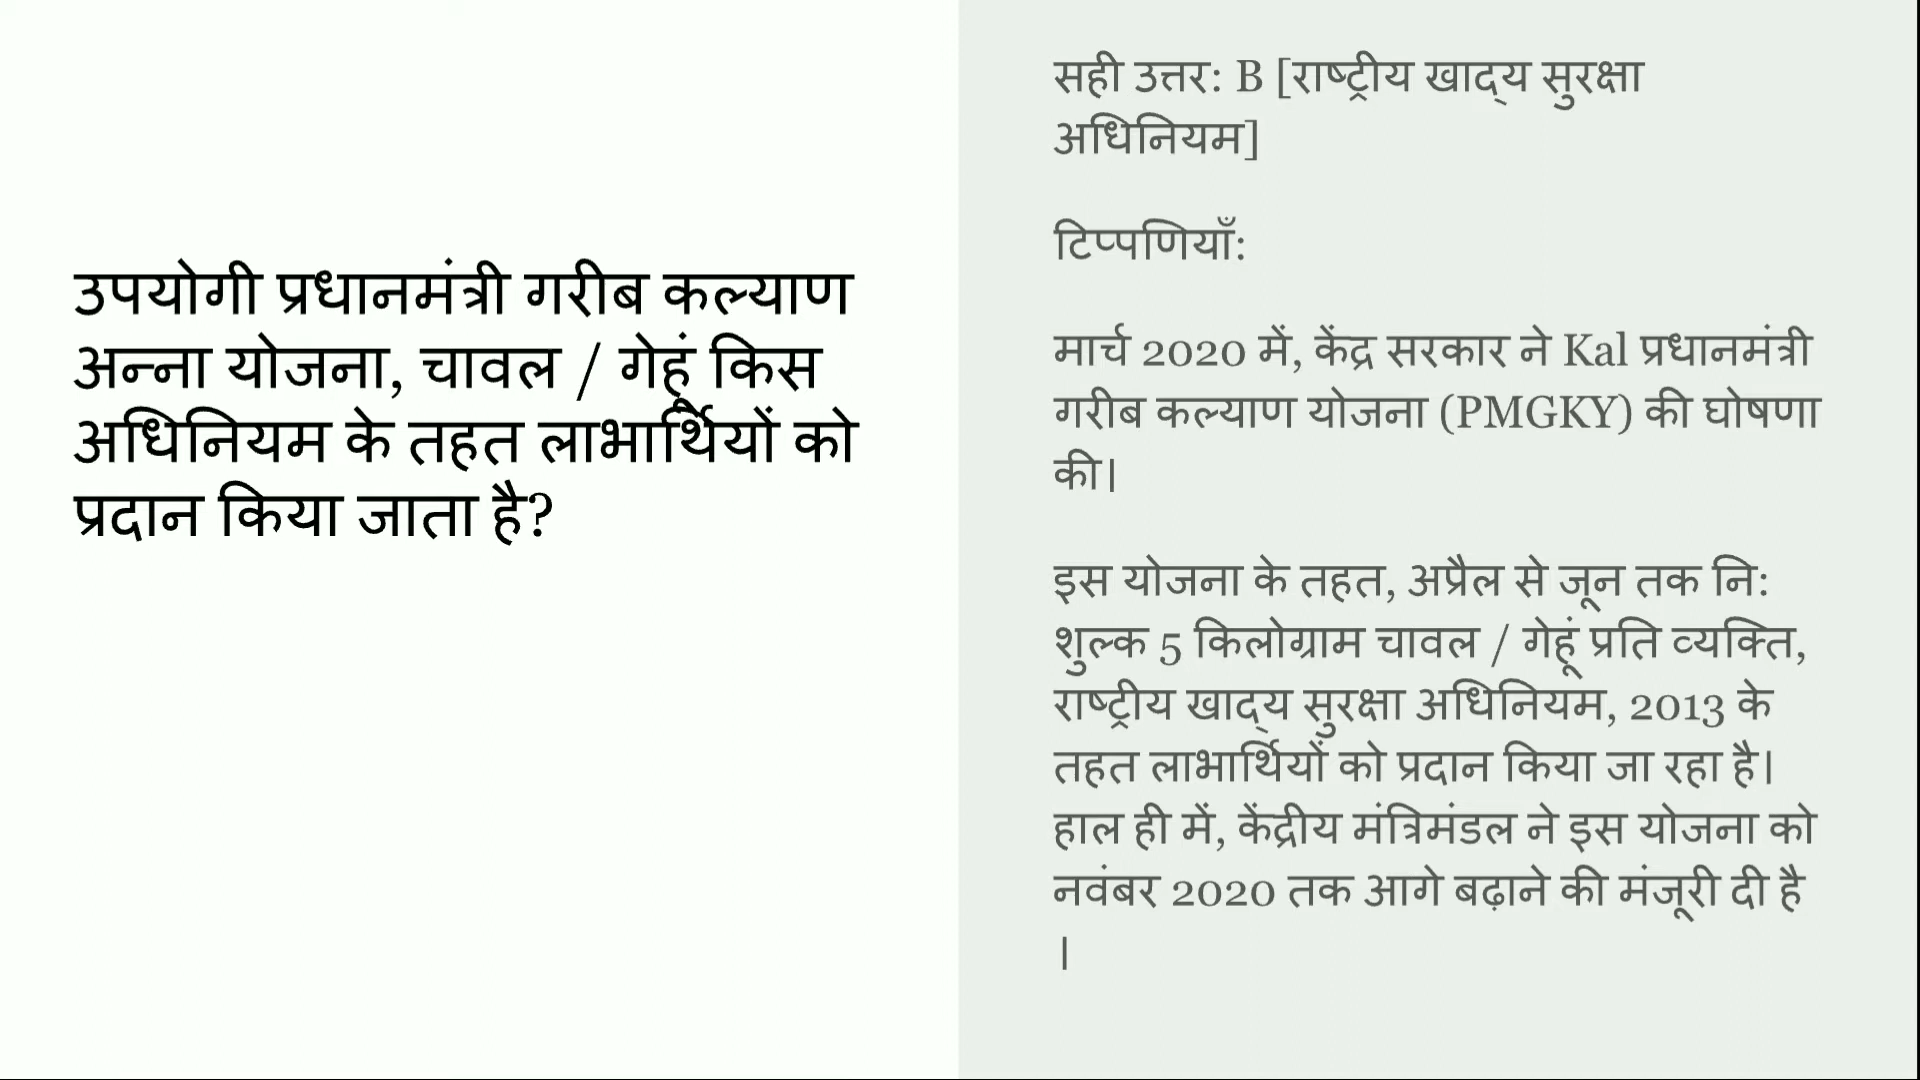 उपयोगी प्रधानमंत्री गरीब कल्याण
अन्ना योजना, चावल / गेहूं किस
अधिनियम के तहत लाभार्थियों को
प्रदान किया जाता है?
सही उत्तर: B [राष्ट्रीय खाद्य सुरक्षा
अधिनियम]
टिप्पणियाँ:
मार्च 2020 में, केंद्र सरकार ने Kal प्रधानमंत्री
गरीब कल्याण योजना (PMGKY) की घोषणा
की।
इस योजना के तहत, अप्रैल से जून तक नि:
शुल्क 5 किलोग्राम चावल / गेहूं प्रति व्यक्ति,
राष्ट्रीय खाद्य सुरक्षा अधिनियम, 2013 के
तहत लाभार्थियों को प्रदान किया जा रहा है।
हाल ही में, केंद्रीय मंत्रिमंडल ने इस योजना को
नवंबर 2020 तक आगे बढ़ाने की मंजूरी दी है
।